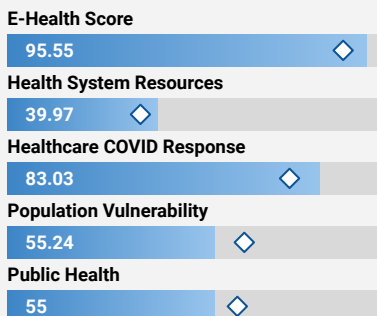 E-Health Score
95.55
Health System Resources
39.97
Healthcare COVID Response
83.03
Population Vulnerability
55.24
Public Health
55